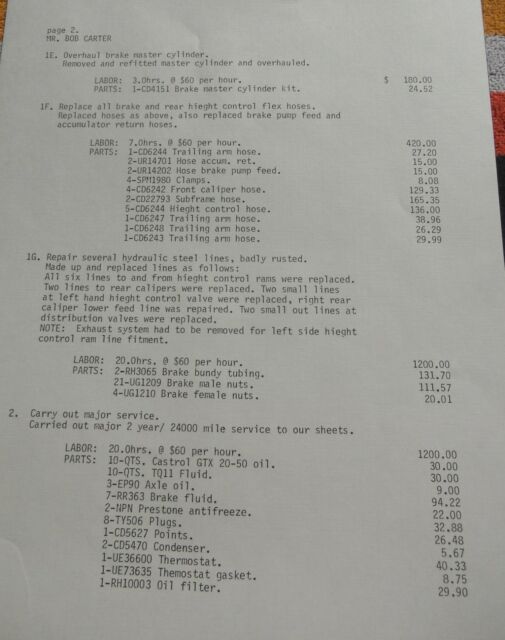 page 2.
MR. BOB CARTER
1E. Overhaul brake master cylinder.
Removed and refitted master cylinder and overhauled.
LABOR: 3.0hrs. @ $60 per hour. $ 180.00
PARTS: 1-CD4151 Brake master cylinder kit. 24.52
1F. Replace all brake and rear hieght control flex hoses.
Replaced hoses as above, also replaced brake pump feed and
accumulator return hoses.
LABOR: 7.0hrs. @ $60 per hour. 420.00
PARTS: 1-CD6244 Trailing arm hose. 27.20
2-UR14701 Hose accum. ret. 15.00
2-UR14202 Hose brake pump feed. 15.00
4-SPM1980 Clamps. 8.08
4-CD6242 Front caliper hose. 129.33
2-CD22793 Subframe hose. 165.35
5-CD6244 Hieght control hose. 136.00
1-CD6247 Trailing arm hose. 38.96
1-CD6248 Trailing arm hose. 26.29
1-CD6243 Trailing arm hose. 29.99
1G. Repair several hydraulic steel lines, badly rusted.
Made up and replaced lines as follows:
All six lines to and from hieght control rams were replaced.
Two lines to rear calipers were replaced. Two small lines
at left hand hieght control valve were replaced, right rear
caliper lower feed line was repaired. Two small out lines at
distribution valves were replaced.
NOTE: Exhaust system had to be removed for left side hieght
control ram line fitment.
LABOR: 20.0hrs. @ $60 per hour. 1200.00
PARTS: 2-RH3065 Brake bundy tubing. 131.70
21-UG1209 Brake male nuts. 111.57
4-UG1210 Brake female nuts. 20.01
2. Carry out major service.
Carried out major 2 year/ 24000 mile service to our sheets.
LABOR: 20.0hrs. @ $60 per hour. 1200.00
PARTS: 10-QTS. Castrol GTX 20-50 oil. 30.00
10-QTS. TQ11 Fluid. 30.00
3-EP90 Axle oil. 9.00
7-RR363 Brake fluid. 94.22
2-NPN Prestone antifreeze. 22.00
8-TY506 Plugs. 32.88
1-CD5627 Points. 26.48
2-CD5470 Condenser. 5.67
1-UE36600 Thermostat. 40.33
1-UE73635 Themostat gasket. 8.75
1-RH10003 Oil filter. 29.90